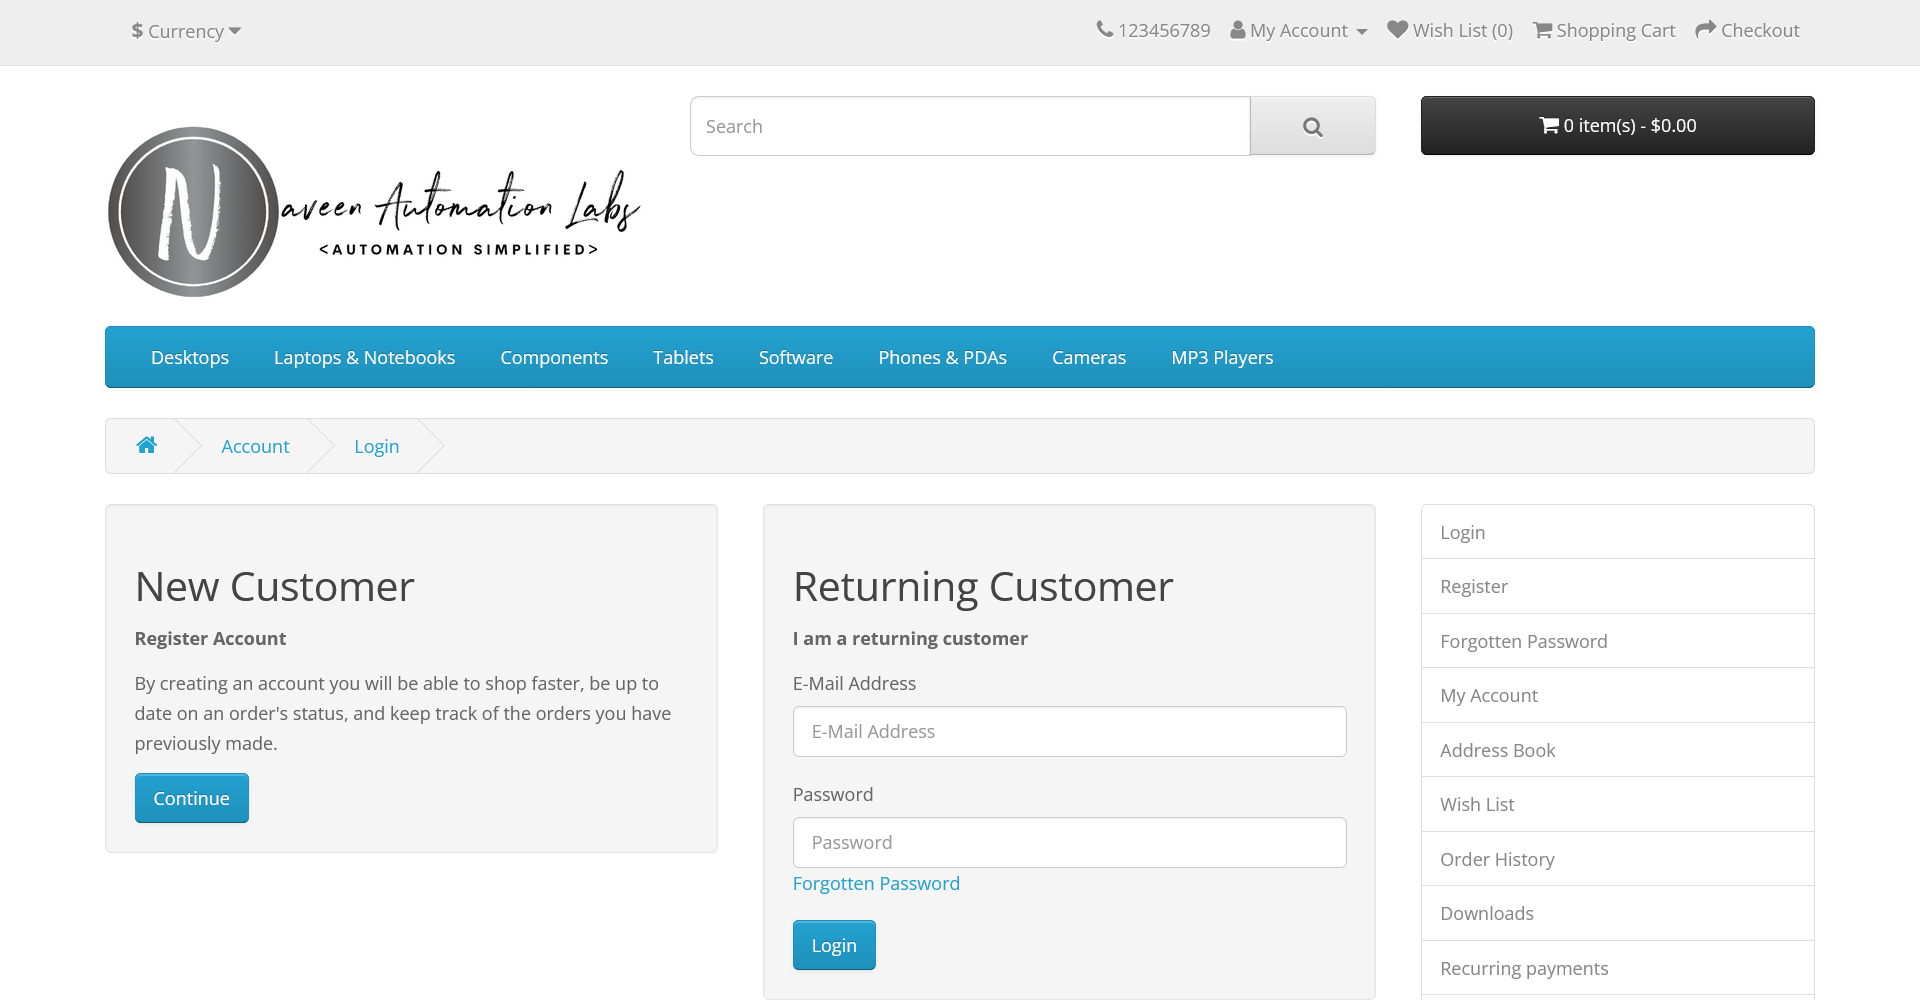 $ Currency
123456789 My Account Wish List (0) Shopping Cart Checkout
Search
0 item(s) - $0.00
Naveen Automation Labs
<AUTOMATION SIMPLIFIED>
Desktops Laptops & Notebooks Components Tablets Software Phones & PDAs Cameras MP3 Players
Account Login
New Customer
Register Account
By creating an account you will be able to shop faster, be up to
date on an order's status, and keep track of the orders you have
previously made.
Continue
Returning Customer
I am a returning customer
E-Mail Address
E-Mail Address
Password
Password
Forgotten Password
Login
Login
Register
Forgotten Password
My Account
Address Book
Wish List
Order History
Downloads
Recurring payments